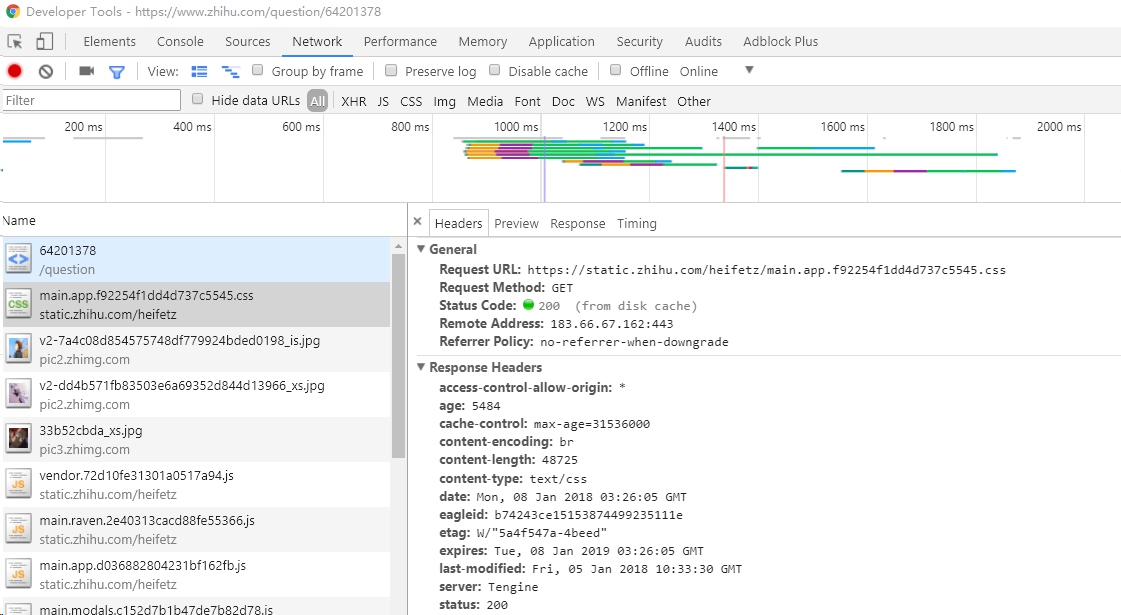 Developer Tools - https://www.zhihu.com/question/64201378
Elements Console Sources Network Performance Memory Application Security Audits Adblock Plus
View: Group by frame Preserve log Disable cache Offline Online
Filter Hide data URLs All XHR JS CSS Img Media Font Doc WS Manifest Other
200 ms 400 ms 600 ms 800 ms 1000 ms 1200 ms 1400 ms 1600 ms 1800 ms 2000 ms
Name
64201378
/question
main.app.f92254f1dd4d737c5545.css
static.zhihu.com/heifetz
v2-7a4c08d854575748df779924bded0198_is.jpg
pic2.zhimg.com
v2-dd4b571fb83503e6a69352d844d13966_xs.jpg
pic2.zhimg.com
33b52cbda_xs.jpg
pic3.zhimg.com
vendor.72d10fe31301a0517a94.js
static.zhihu.com/heifetz
main.raven.2e40313cacd88fe55366.js
static.zhihu.com/heifetz
main.app.d036882804231bf162fb.js
static.zhihu.com/heifetz
main.modals.c152d7b1b47de7b82d78.js
Headers Preview Response Timing
General
Request URL: https://static.zhihu.com/heifetz/main.app.f92254f1dd4d737c5545.css
Request Method: GET
Status Code: 200 (from disk cache)
Remote Address: 183.66.67.162:443
Referrer Policy: no-referrer-when-downgrade
Response Headers
access-control-allow-origin: *
age: 5484
cache-control: max-age=31536000
content-encoding: br
content-length: 48725
content-type: text/css
date: Mon, 08 Jan 2018 03:26:05 GMT
eagleid: b74243ce15153874499235111e
etag: W/"5a4f547a-4beed"
expires: Tue, 08 Jan 2019 03:26:05 GMT
last-modified: Fri, 05 Jan 2018 10:33:30 GMT
server: Tengine
status: 200